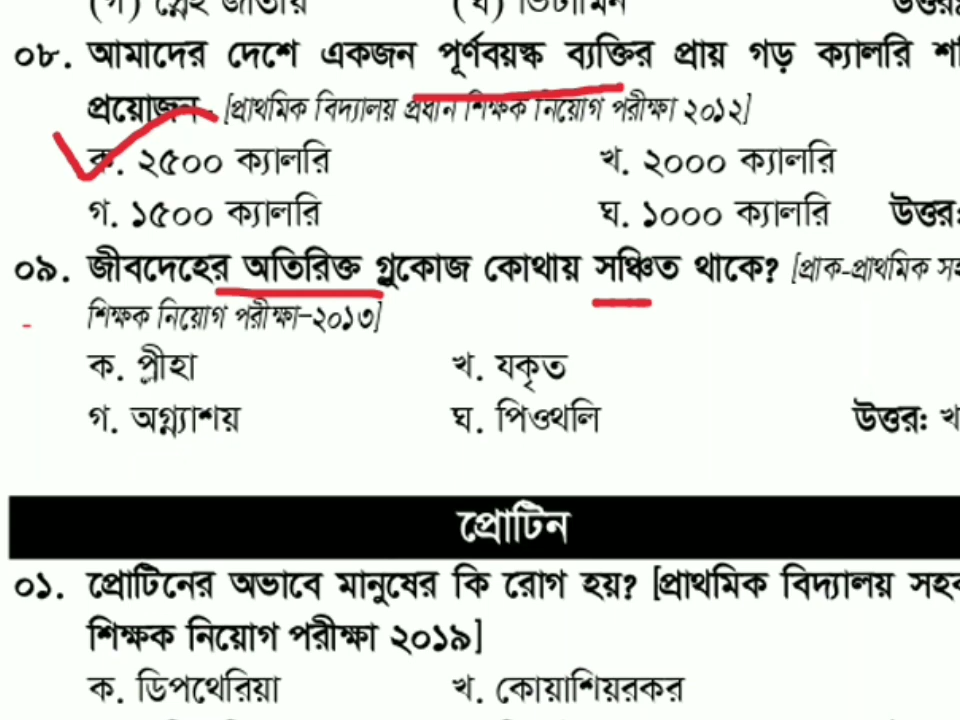 (গ) স্নেহ জাতীয় (ঘ) ভিটামিন
০৮. আমাদের দেশে একজন পূর্ণবয়স্ক ব্যক্তির প্রায় গড় ক্যালরি
প্রয়োজন- [প্রাথমিক বিদ্যালয় প্রধান শিক্ষক নিয়োগ পরীক্ষা ২০১২]
ক. ২৫০০ ক্যালরি খ. ২০০০ ক্যালরি
গ. ১৫০০ ক্যালরি ঘ. ১০০০ ক্যালরি উত্তর:
০৯. জীবদেহের অতিরিক্ত গ্লুকোজ কোথায় সঞ্চিত থাকে? [প্রাক-প্রাথমিক
শিক্ষক নিয়োগ পরীক্ষা–২০১৩]
ক. প্লীহা খ. যকৃত
গ. অগ্ন্যাশয় ঘ. পিওথলি উত্তর: খ
প্রোটিন
০১. প্রোটিনের অভাবে মানুষের কি রোগ হয়? [প্রাথমিক বিদ্যালয়
শিক্ষক নিয়োগ পরীক্ষা ২০১৯]
ক. ডিপথেরিয়া খ. কোয়াশিয়রকর